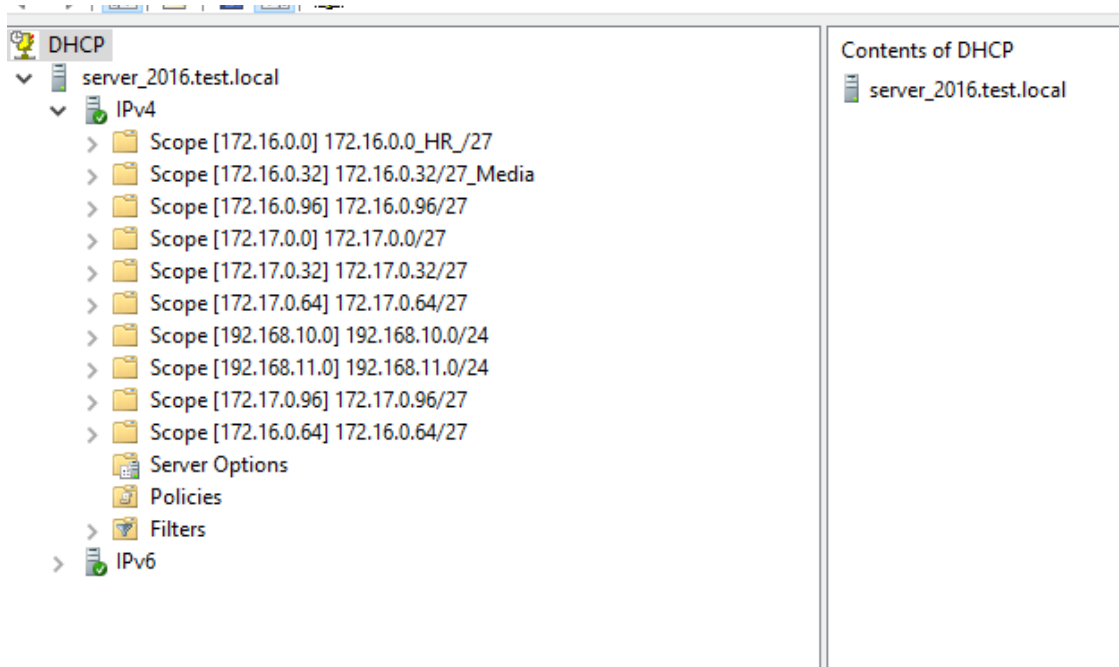 DHCP
server_2016.test.local
IPv4
Scope [172.16.0.0] 172.16.0.0_HR_/27
Scope [172.16.0.32] 172.16.0.32/27_Media
Scope [172.16.0.96] 172.16.0.96/27
Scope [172.17.0.0] 172.17.0.0/27
Scope [172.17.0.32] 172.17.0.32/27
Scope [172.17.0.64] 172.17.0.64/27
Scope [192.168.10.0] 192.168.10.0/24
Scope [192.168.11.0] 192.168.11.0/24
Scope [172.17.0.96] 172.17.0.96/27
Scope [172.16.0.64] 172.16.0.64/27
Server Options
Policies
Filters
IPv6
Contents of DHCP
server_2016.test.local